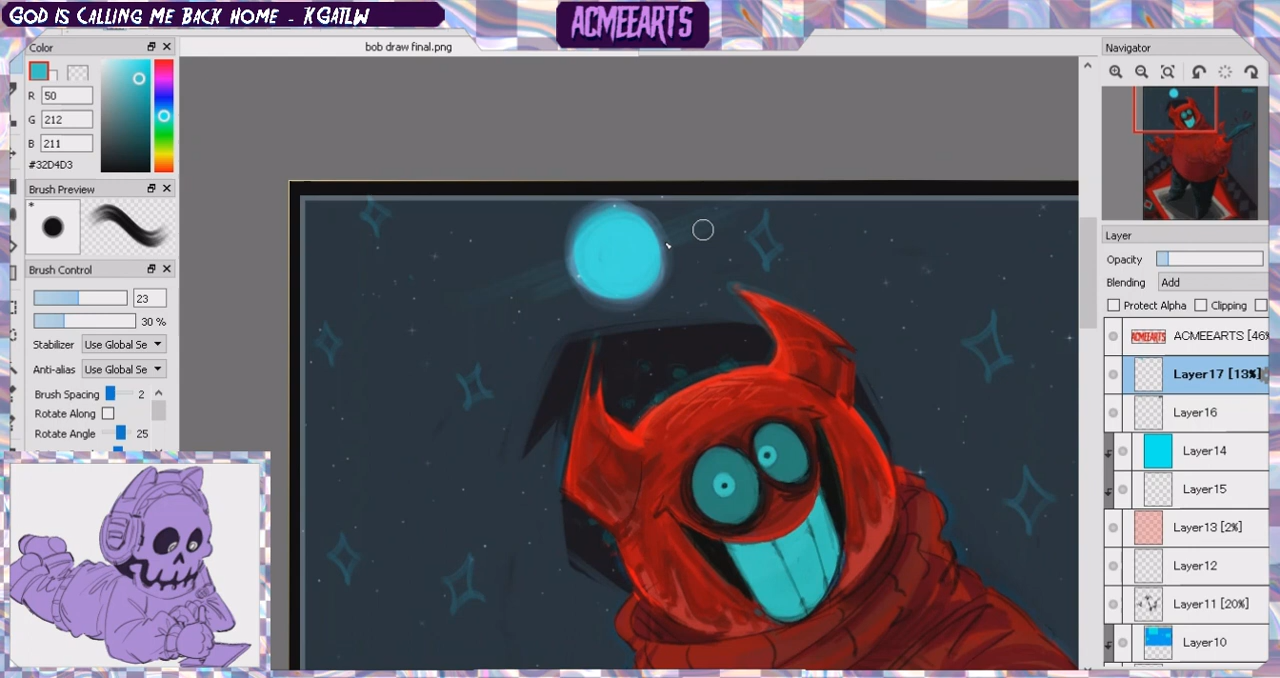 God is Calling Me Back Home - KGATLW
ACMEEARTS
bob draw final.png
Color
R 50
G 212
B 211
#32D4D3
Brush Preview
*
Brush Control
23
30 %
Stabilizer Use Global Se
Anti-alias Use Global Se
Brush Spacing 2
Rotate Along
Rotate Angle 25
Navigator
Layer
Opacity
Blending Add
Protect Alpha Clipping
ACMEEARTS ACMEEARTS [46%
Layer17 [13%]
Layer16
Layer14
Layer15
Layer13 [2%]
Layer12
Layer11 [20%]
Layer10